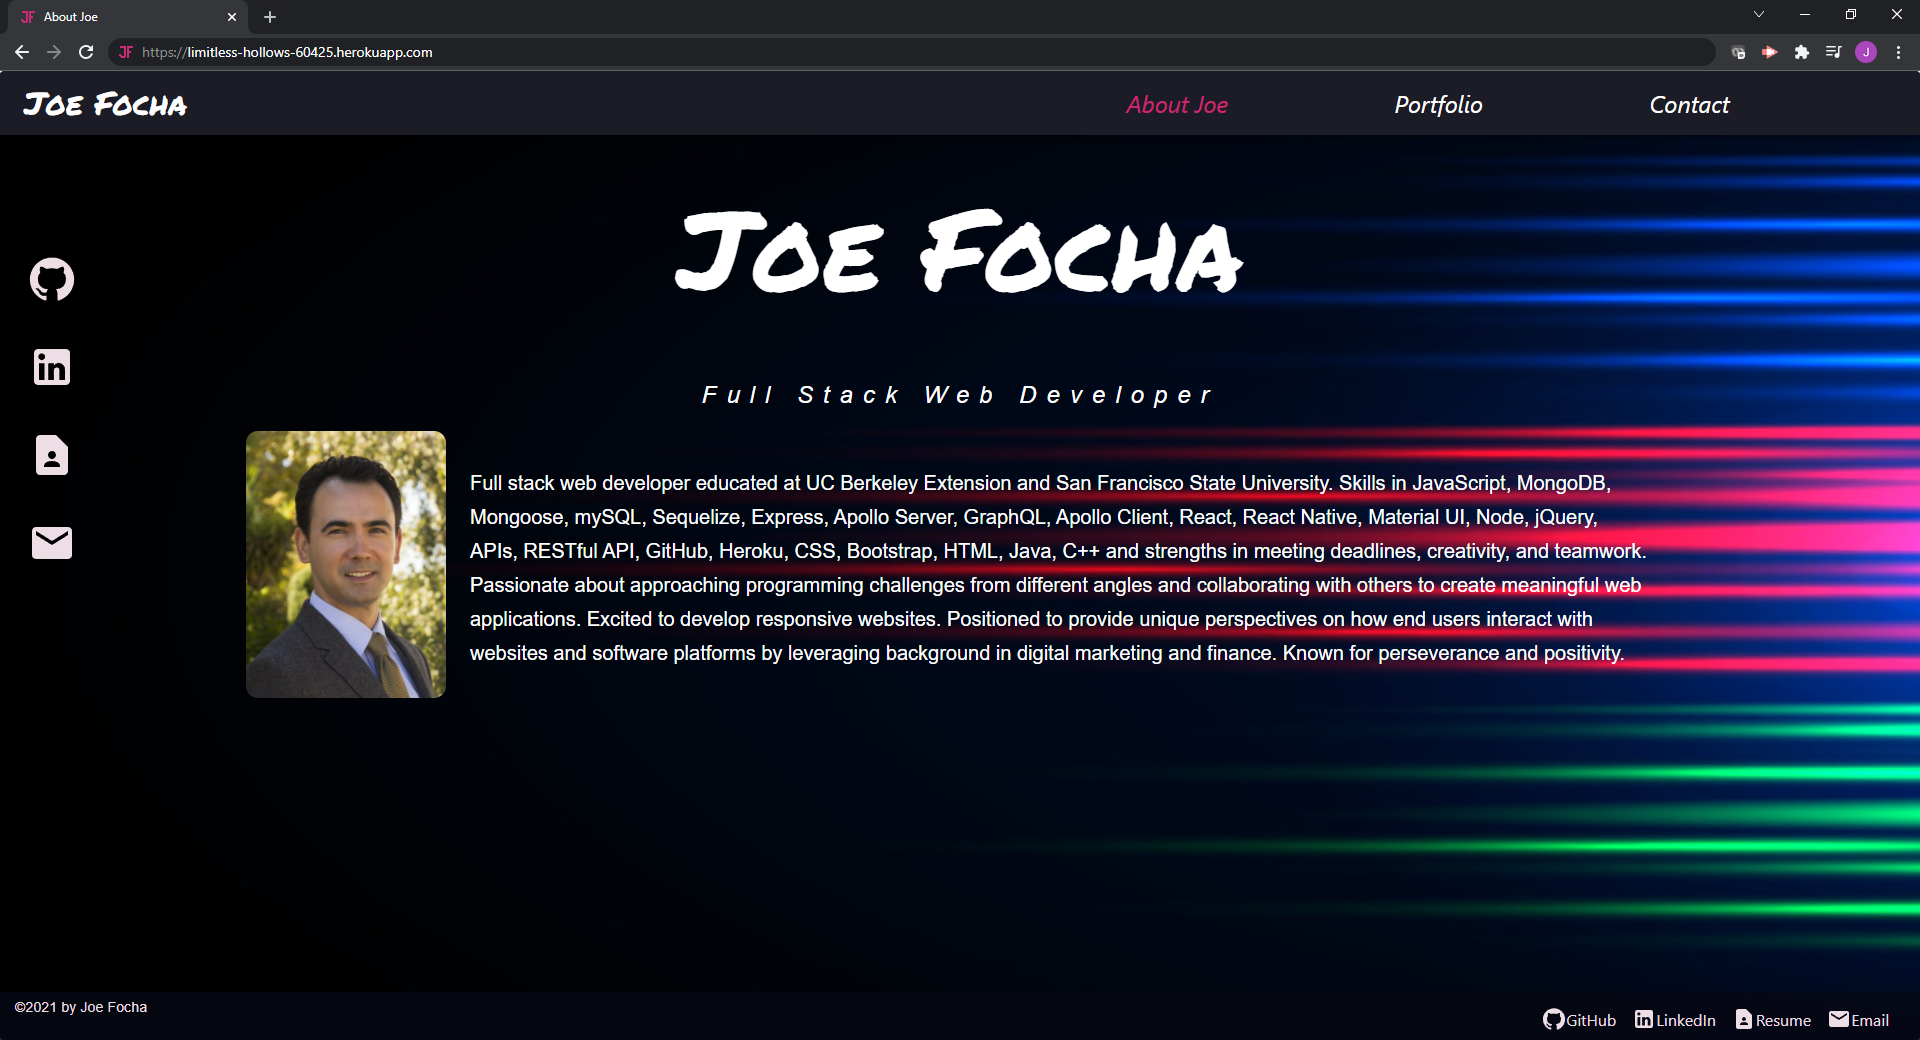 JF About Joe
JF https://limitless-hollows-60425.herokuapp.com
J
Joe Focha
About Joe
Portfolio
Contact
Joe Focha
in
Full Stack Web Developer
Full stack web developer educated at UC Berkeley Extension and San Francisco State University. Skills in JavaScript, MongoDB,
Mongoose, mySQL, Sequelize, Express, Apollo Server, GraphQL, Apollo Client, React, React Native, Material UI, Node, jQuery,
APIs, RESTful API, GitHub, Heroku, CSS, Bootstrap, HTML, Java, C++ and strengths in meeting deadlines, creativity, and teamwork.
Passionate about approaching programming challenges from different angles and collaborating with others to create meaningful web
applications. Excited to develop responsive websites. Positioned to provide unique perspectives on how end users interact with
websites and software platforms by leveraging background in digital marketing and finance. Known for perseverance and positivity.
©2021 by Joe Focha
GitHub
in LinkedIn
Resume
Email